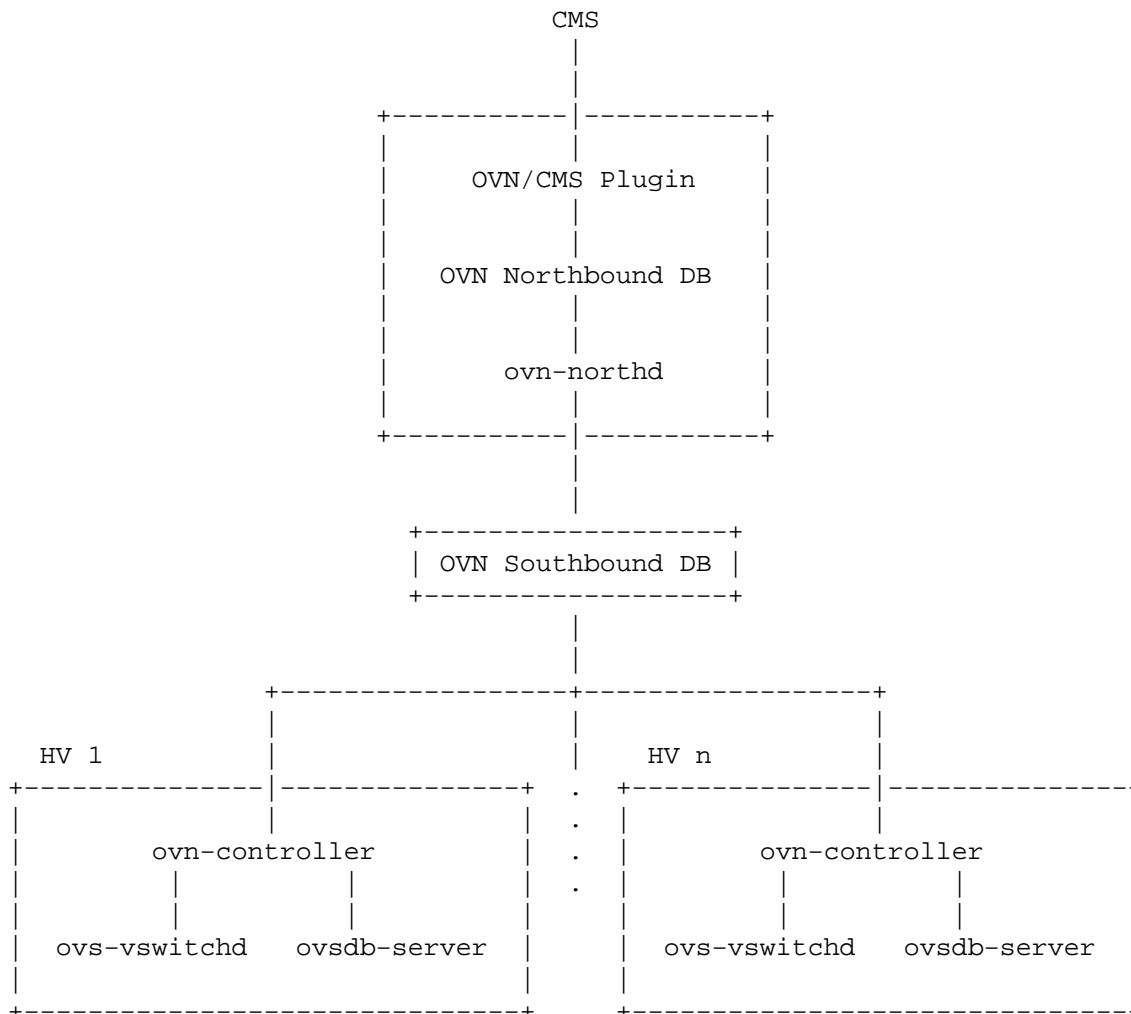 CMS
OVN/CMS Plugin
OVN Northbound DB
ovn-northd
OVN Southbound DB
HV 1 HV n
ovn-controller ovn-controller
ovs-vswitchd ovsdb-server ovs-vswitchd ovsdb-server